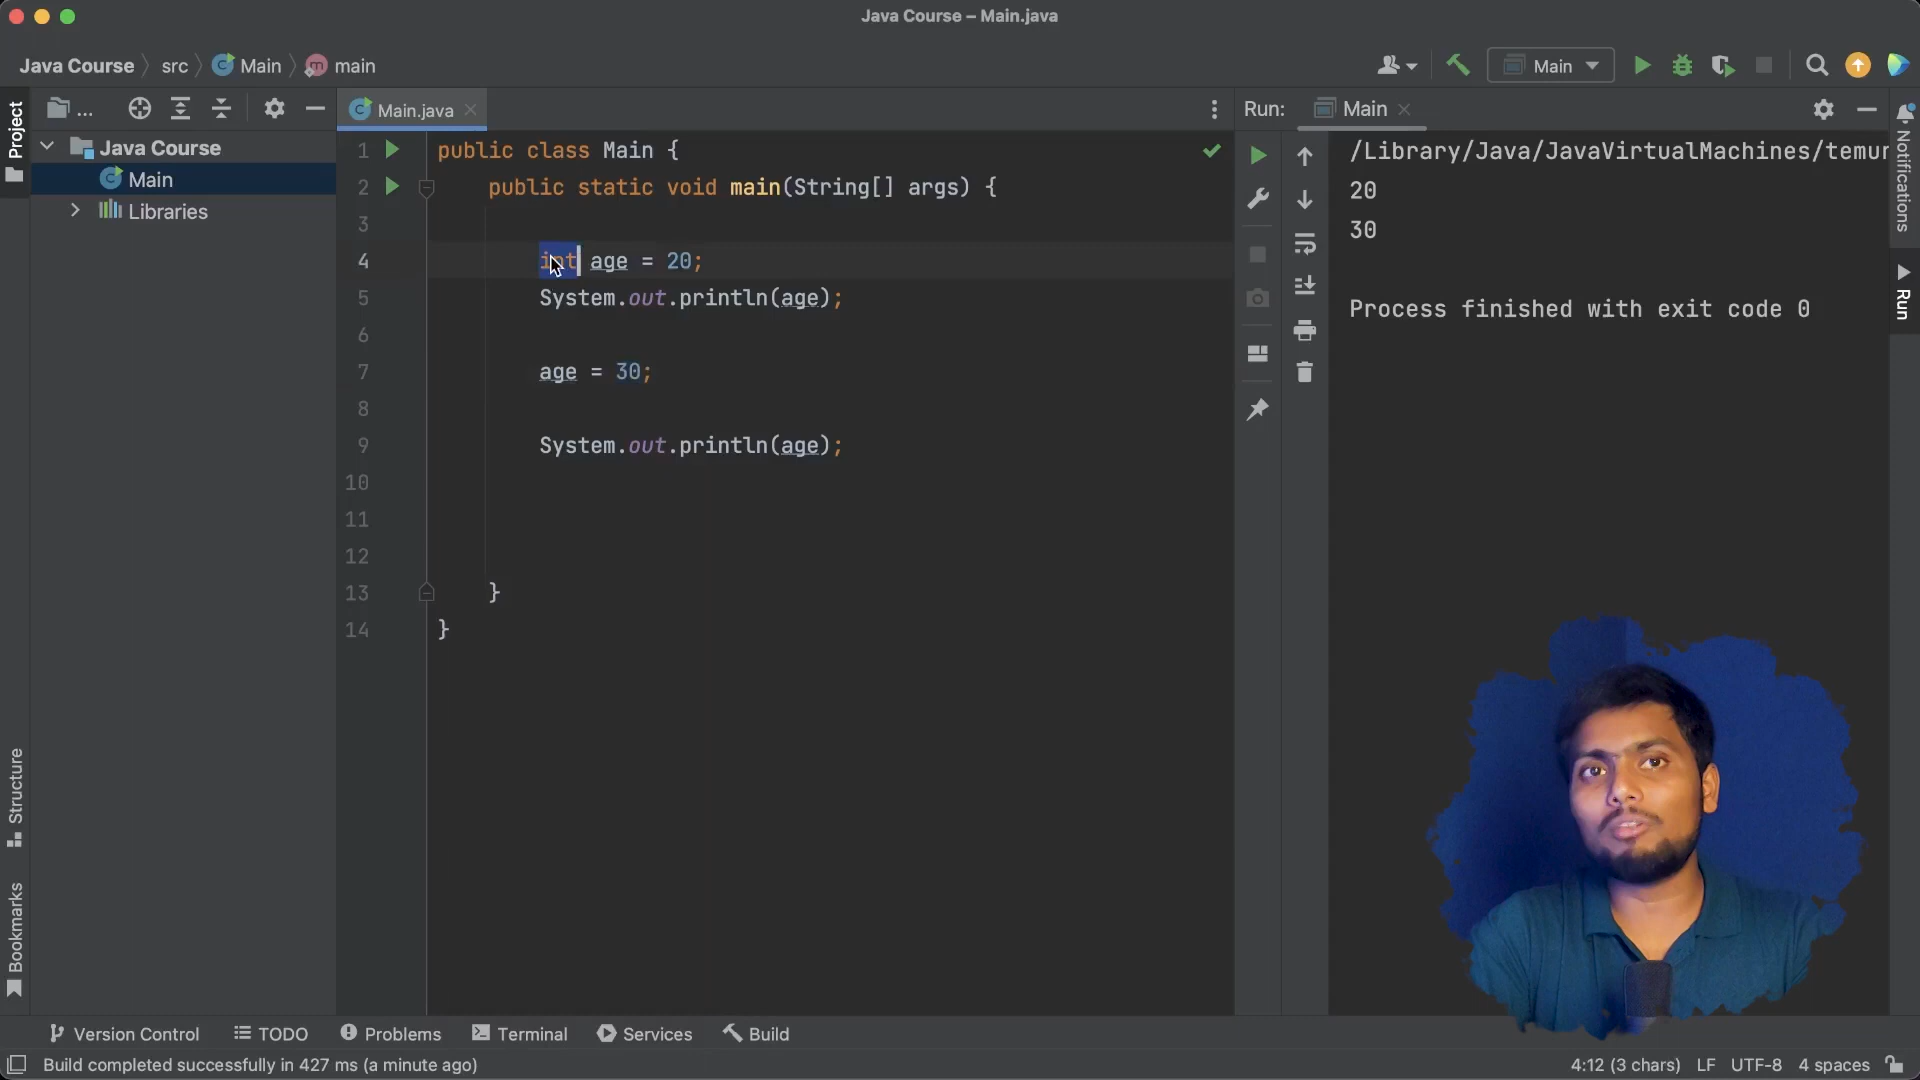 Java Course – Main.java
Java Course
src
Main
main
Main
Project
...
Main.java
Run:
Main
Notifications
Run
Java Course
Main
Libraries
1 public class Main {
2 public static void main(String[] args) {
3
4 int age = 20;
5 System.out.println(age);
6
7 age = 30;
8
9 System.out.println(age);
10
11
12
13 }
14 }
/Library/Java/JavaVirtualMachines/temur
20
30
Process finished with exit code 0
Structure
Bookmarks
Version Control
TODO
Problems
Terminal
Services
Build
Build completed successfully in 427 ms (a minute ago)
4:12 (3 chars)
LF
UTF-8
4 spaces